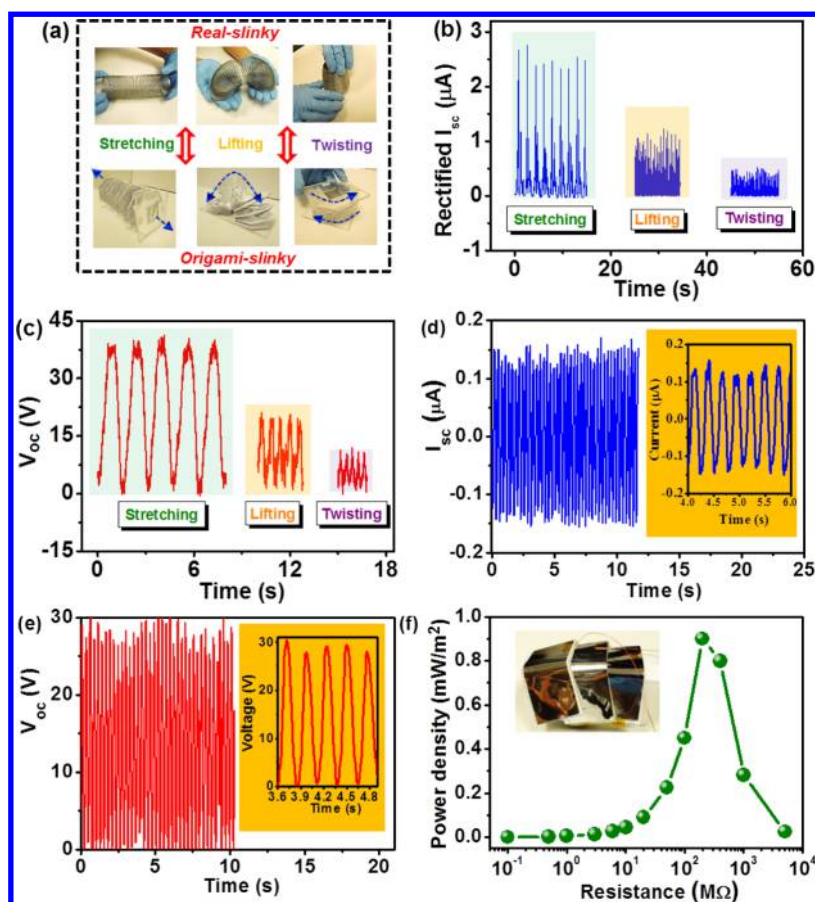 (a)
Real-slinky
Stretching Lifting Twisting
Origami-slinky
(b)
Rectified Isc (μA)
3
2
1
0
-1
Stretching
Lifting
Twisting
0 20 40 60
Time (s)
(c)
Voc (V)
45
30
15
0
-15
Stretching
Lifting
Twisting
0 6 12 18
Time (s)
(d)
Isc (μA)
0.2
0.1
0.0
-0.1
-0.2
0 5 10 15 20 25
Time (s)
Current (μA)
0.2
0.1
0.0
-0.1
-0.2
4.0 4.5 5.0 5.5 6.0
Time (s)
(e)
Voc (V)
30
20
10
0
0 5 10 15 20
Time (s)
Voltage (V)
30
20
10
0
3.6 3.9 4.2 4.5 4.8
Time (s)
(f)
Power density (mW/m²)
1.0
0.8
0.6
0.4
0.2
0.0
10⁻¹ 10⁰ 10¹ 10² 10³ 10⁴
Resistance (MΩ)